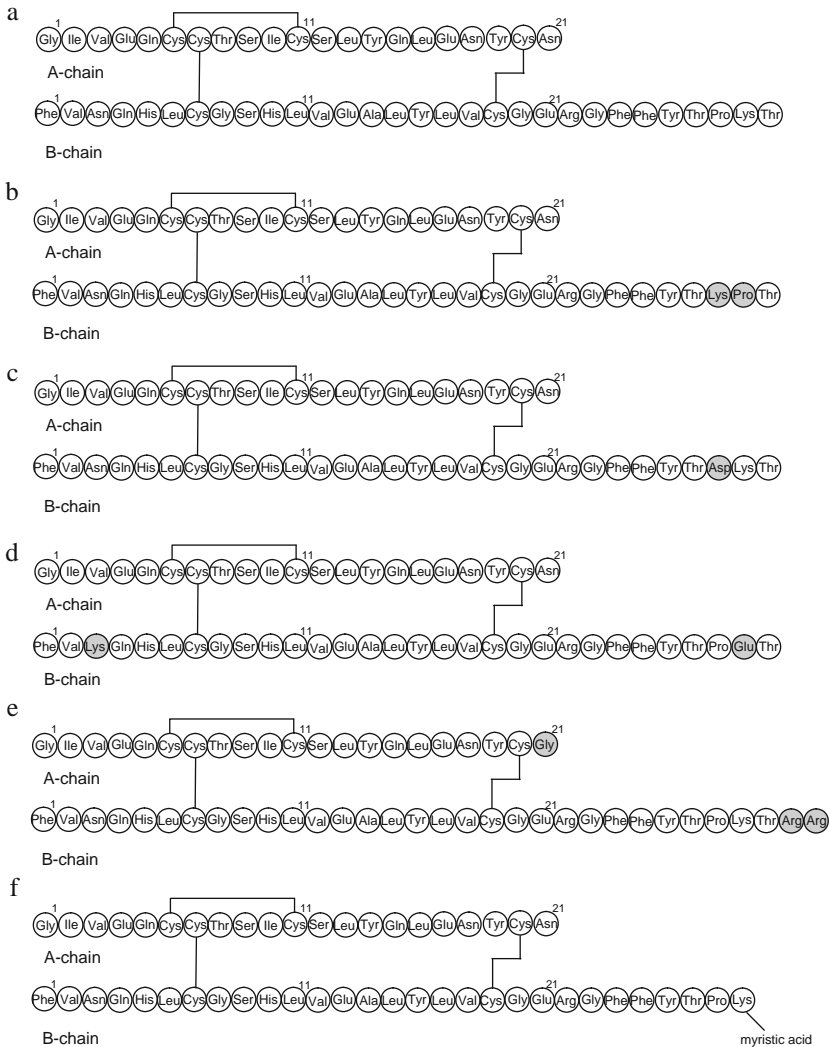 a
1 11 21
Gly Ile Val Glu Gln Cys Cys Thr Ser Ile Cys Ser Leu Tyr Gln Leu Glu Asn Tyr Cys Asn
A-chain
1 11 21
Phe Val Asn Gln His Leu Cys Gly Ser His Leu Val Glu Ala Leu Tyr Leu Val Cys Gly Glu Arg Gly Phe Phe Tyr Thr Pro Lys Thr
B-chain
b
1 11 21
Gly Ile Val Glu Gln Cys Cys Thr Ser Ile Cys Ser Leu Tyr Gln Leu Glu Asn Tyr Cys Asn
A-chain
1 11 21
Phe Val Asn Gln His Leu Cys Gly Ser His Leu Val Glu Ala Leu Tyr Leu Val Cys Gly Glu Arg Gly Phe Phe Tyr Thr Lys Pro Thr
B-chain
c
1 11 21
Gly Ile Val Glu Gln Cys Cys Thr Ser Ile Cys Ser Leu Tyr Gln Leu Glu Asn Tyr Cys Asn
A-chain
1 11 21
Phe Val Asn Gln His Leu Cys Gly Ser His Leu Val Glu Ala Leu Tyr Leu Val Cys Gly Glu Arg Gly Phe Phe Tyr Thr Asp Lys Thr
B-chain
d
1 11 21
Gly Ile Val Glu Gln Cys Cys Thr Ser Ile Cys Ser Leu Tyr Gln Leu Glu Asn Tyr Cys Asn
A-chain
1 11 21
Phe Val Lys Gln His Leu Cys Gly Ser His Leu Val Glu Ala Leu Tyr Leu Val Cys Gly Glu Arg Gly Phe Phe Tyr Thr Pro Glu Thr
B-chain
e
1 11 21
Gly Ile Val Glu Gln Cys Cys Thr Ser Ile Cys Ser Leu Tyr Gln Leu Glu Asn Tyr Cys Gly
A-chain
1 11 21
Phe Val Asn Gln His Leu Cys Gly Ser His Leu Val Glu Ala Leu Tyr Leu Val Cys Gly Glu Arg Gly Phe Phe Tyr Thr Pro Lys Thr Arg Arg
B-chain
f
1 11 21
Gly Ile Val Glu Gln Cys Cys Thr Ser Ile Cys Ser Leu Tyr Gln Leu Glu Asn Tyr Cys Asn
A-chain
1 11 21
Phe Val Asn Gln His Leu Cys Gly Ser His Leu Val Glu Ala Leu Tyr Leu Val Cys Gly Glu Arg Gly Phe Phe Tyr Thr Pro Lys
B-chain
myristic acid